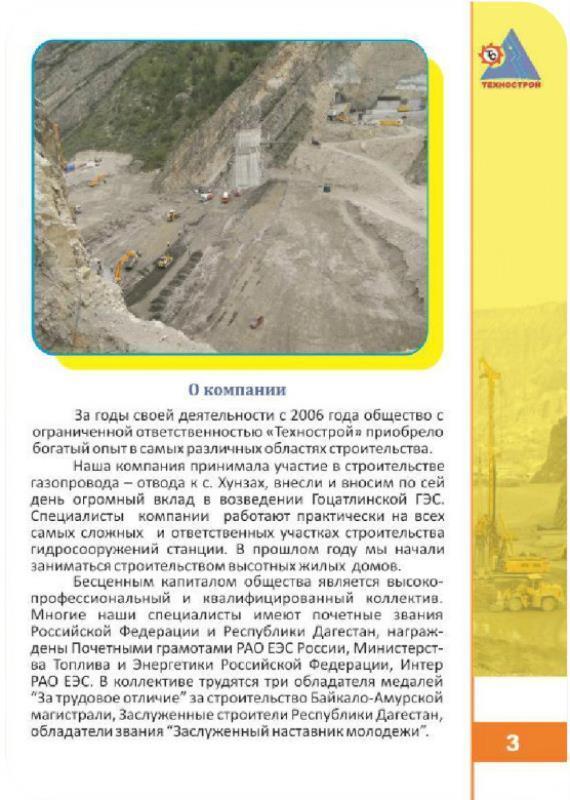 ТС
ТЕХНОСТРОЙ
О компании
За годы своей деятельности с 2006 года общество с
ограниченной ответственностью «Технострой» приобрело
богатый опыт в самых различных областях строительства.
Наша компания принимала участие в строительстве
газопровода – отвода к с. Хунзах, внесли и вносим по сей
день огромный вклад в возведении Гоцатлинской ГЭС.
Специалисты компании работают практически на всех
самых сложных и ответственных участках строительства
гидросооружений станции. В прошлом году мы начали
заниматься строительством высотных жилых домов.
Бесценным капиталом общества является высоко-
профессиональный и квалифицированный коллектив.
Многие наши специалисты имеют почетные звания
Российской Федерации и Республики Дагестан, награж-
дены Почетными грамотами РАО ЕЭС России, Министерст-
ва Топлива и Энергетики Российской Федерации, Интер
РАО ЕЭС. В коллективе трудятся три обладателя медалей
“За трудовое отличие” за строительство Байкало-Амурской
магистрали, Заслуженные строители Республики Дагестан,
обладатели звания “Заслуженный наставник молодежи”.
3